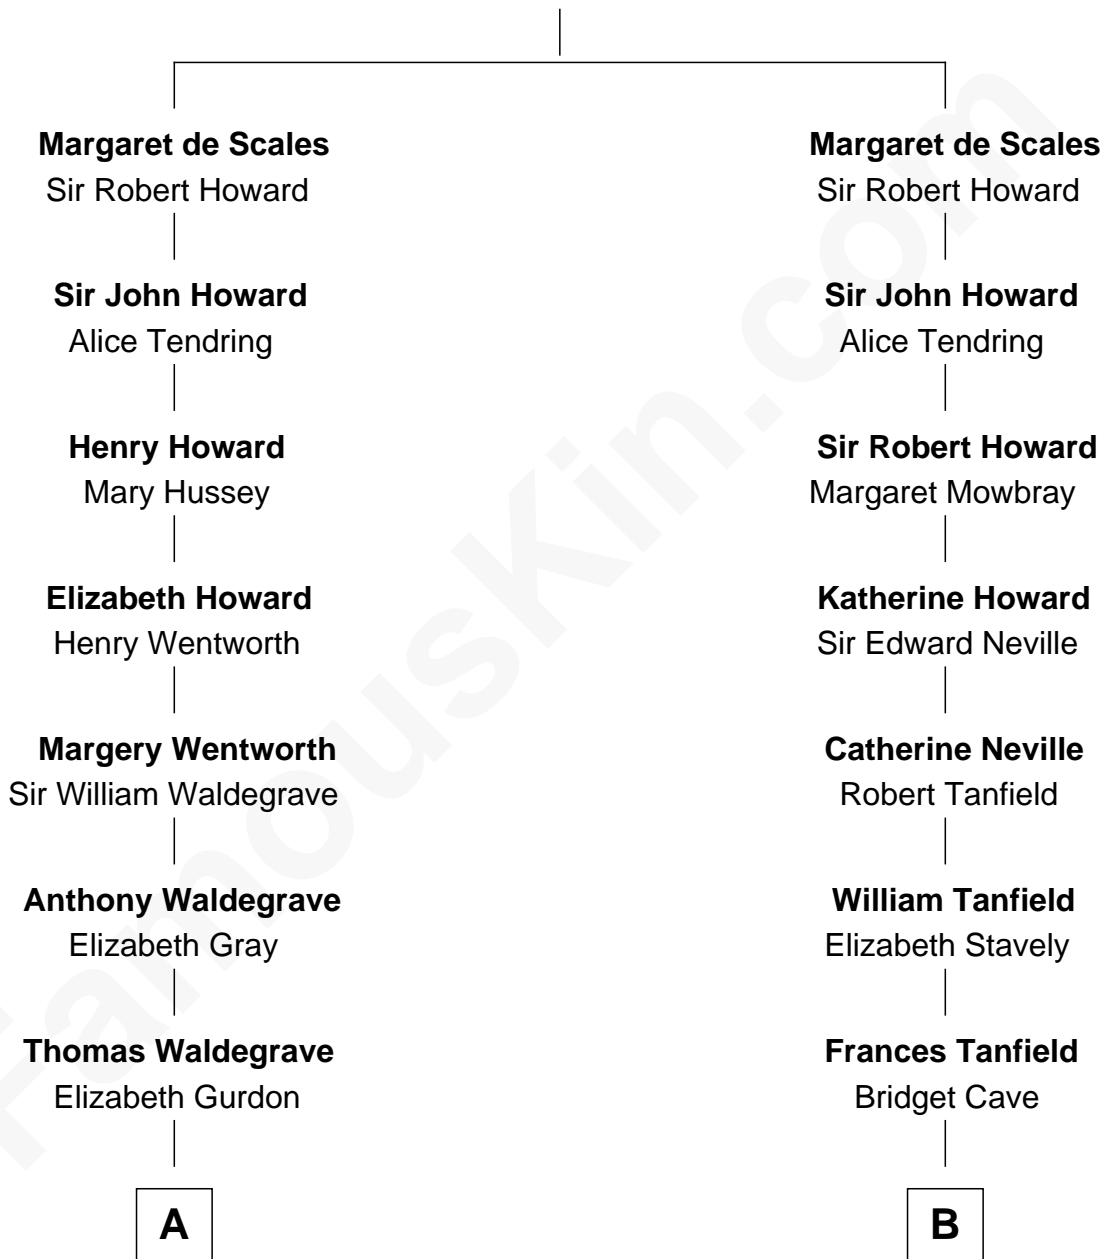 Margaret de Scales
Sir Robert Howard
Sir John Howard
Alice Tendring
Henry Howard
Mary Hussey
Elizabeth Howard
Henry Wentworth
Margery Wentworth
Sir William Waldegrave
Anthony Waldegrave
Elizabeth Gray
Thomas Waldegrave
Elizabeth Gurdon
A
Margaret de Scales
Sir Robert Howard
Sir John Howard
Alice Tendring
Sir Robert Howard
Margaret Mowbray
Katherine Howard
Sir Edward Neville
Catherine Neville
Robert Tanfield
William Tanfield
Elizabeth Stavely
Frances Tanfield
Bridget Cave
B
FamousKin.com